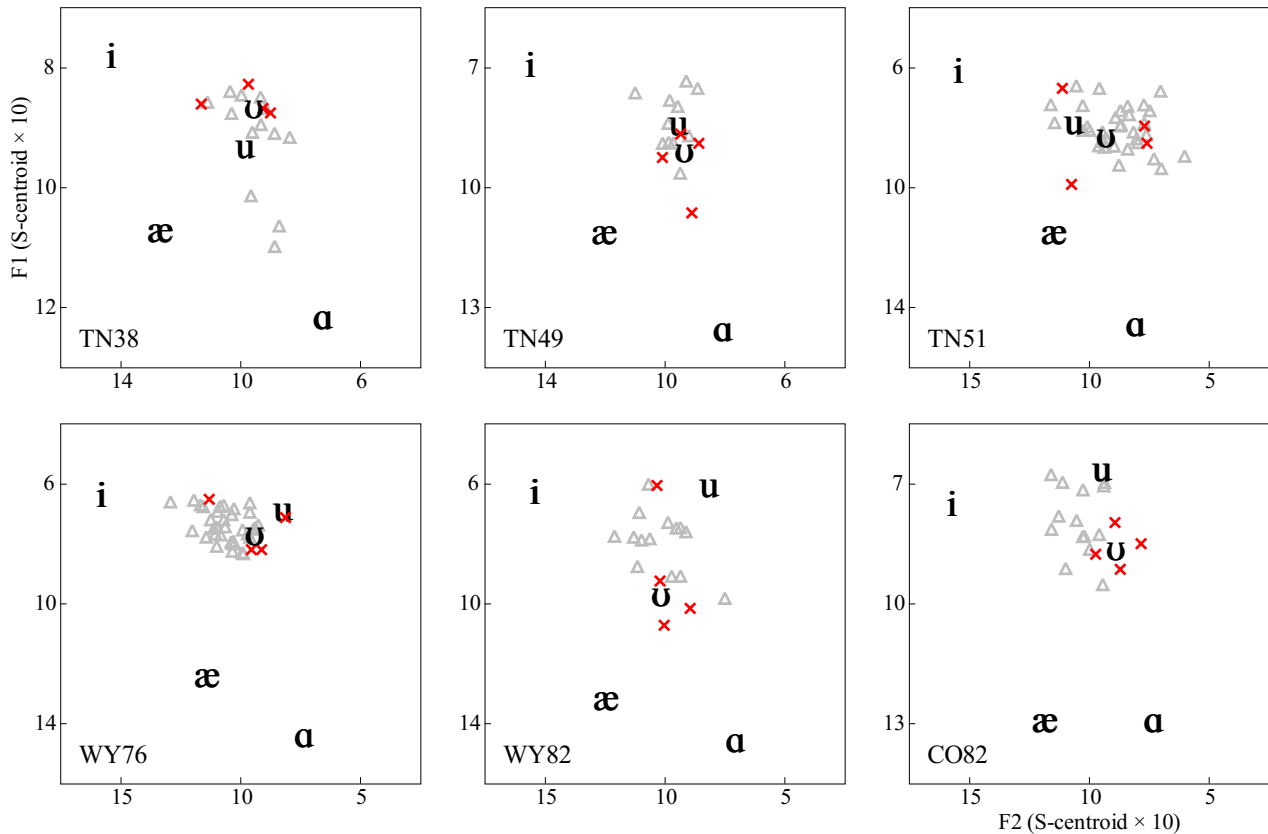 F1 (S-centroid × 10)
8
10
12
14
10
6
i
ʊ
u
æ
ɑ
TN38
7
10
13
14
10
6
i
u
ʊ
æ
ɑ
TN49
6
10
14
15
10
5
i
u
ʊ
æ
ɑ
TN51
6
10
14
15
10
5
i
u
ʊ
æ
ɑ
WY76
6
10
14
15
10
5
i
u
ʊ
æ
ɑ
WY82
7
10
13
15
10
5
u
i
ʊ
æ ɑ
CO82
F2 (S-centroid × 10)